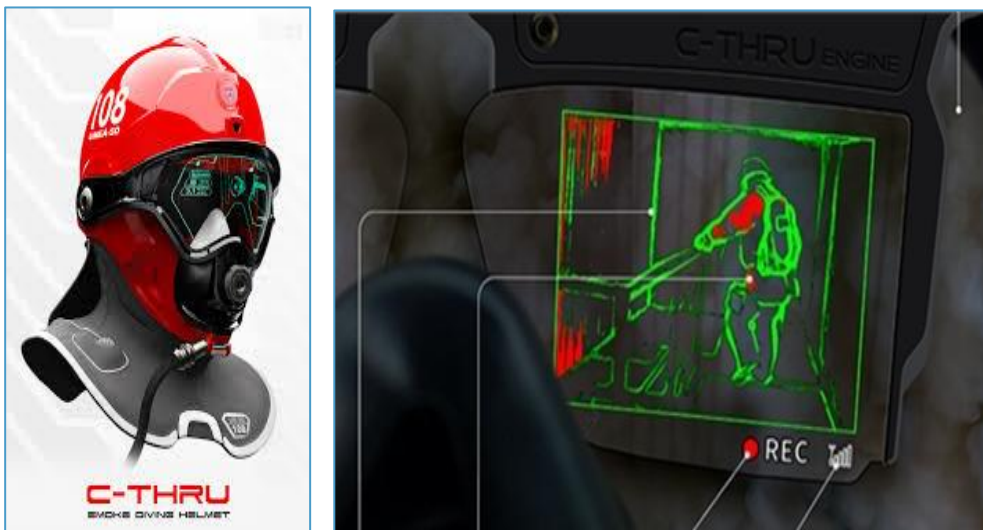 108
C-THRU
SMOKE DIVING HELMET
C-THRU ENGINE
REC